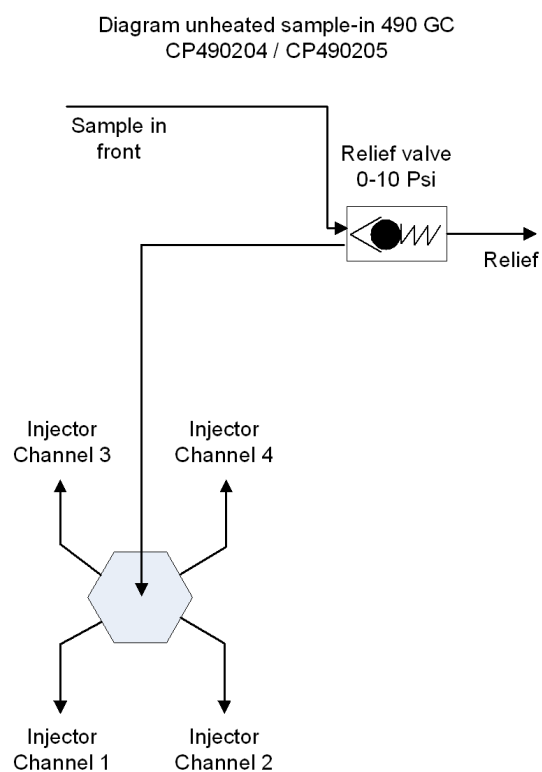 Diagram unheated sample-in 490 GC
CP490204 / CP490205
Sample in
front
Relief valve
0-10 Psi
Relief
Injector
Channel 3
Injector
Channel 4
Injector
Channel 1
Injector
Channel 2